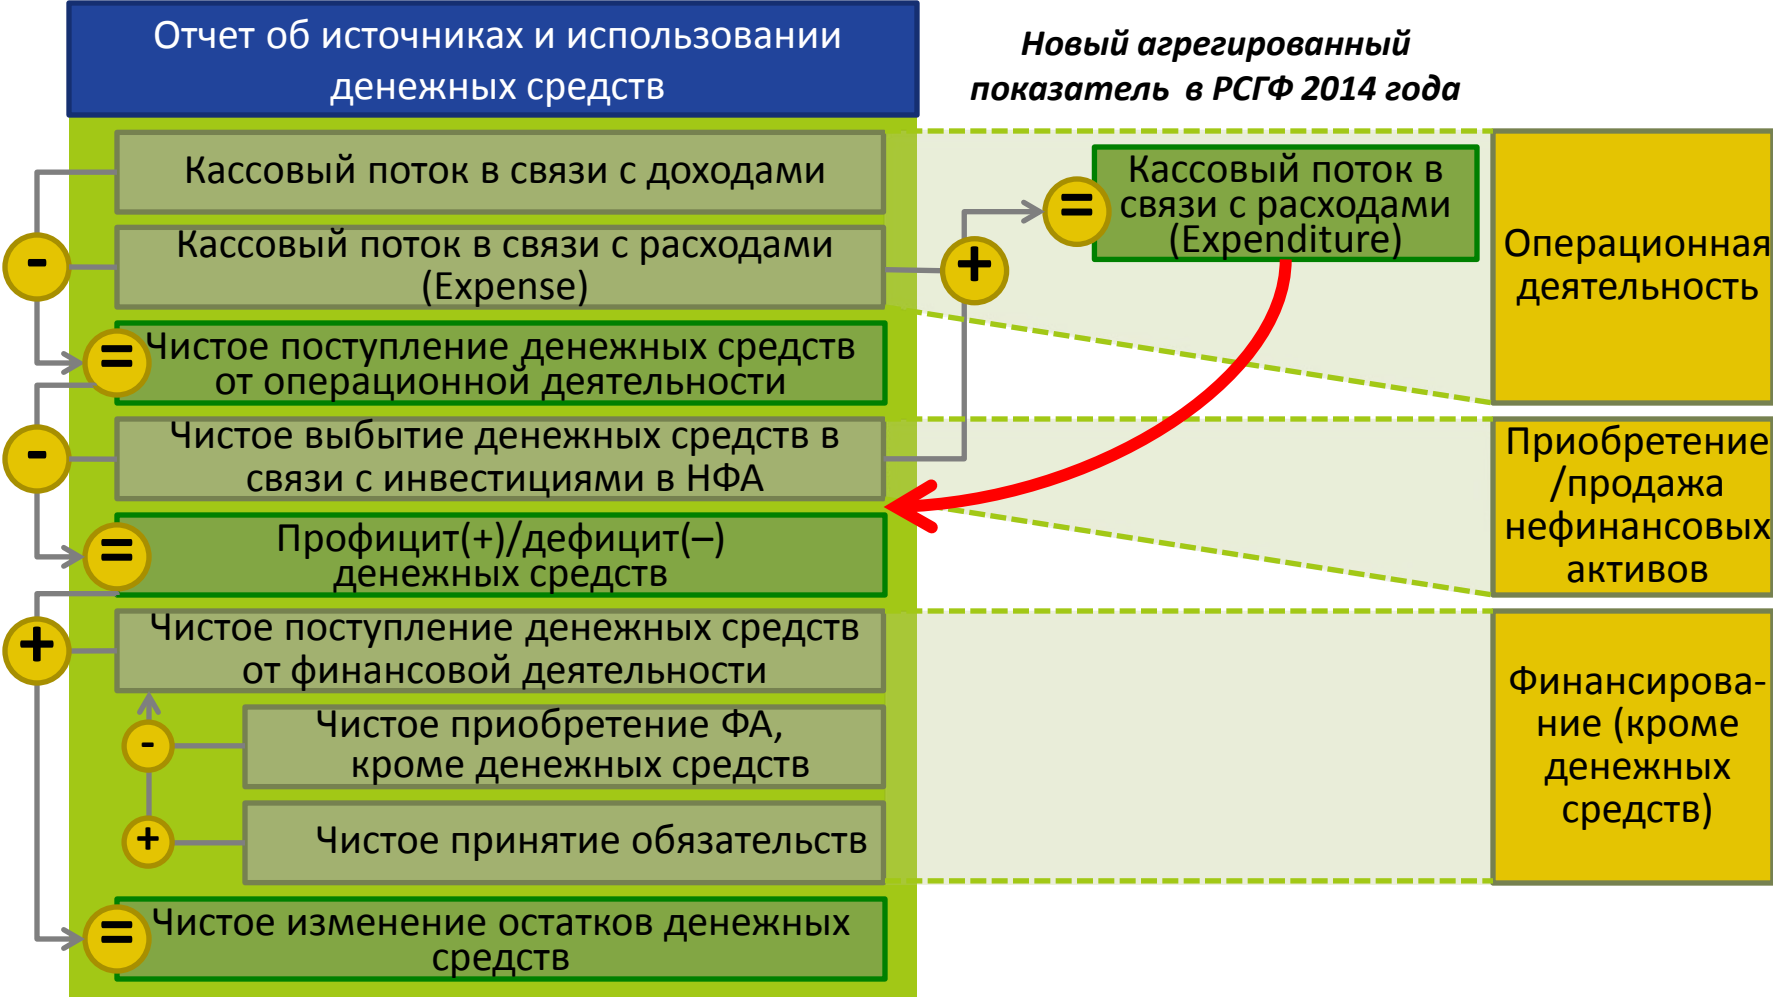 Отчет об источниках и использовании
денежных средств
Новый агрегированный
показатель в РСГФ 2014 года
Кассовый поток в связи с доходами
-
Кассовый поток в связи с расходами
(Expense)
+
=
Кассовый поток в
связи с расходами
(Expenditure)
Операционная
деятельность
=
Чистое поступление денежных средств
от операционной деятельности
-
Чистое выбытие денежных средств в
связи с инвестициями в НФА
Приобретение
/продажа
нефинансовых
активов
=
Профицит(+)/дефицит(–)
денежных средств
+
Чистое поступление денежных средств
от финансовой деятельности
-
Чистое приобретение ФА,
кроме денежных средств
+
Чистое принятие обязательств
Финансирова-
ние (кроме
денежных
средств)
=
Чистое изменение остатков денежных
средств